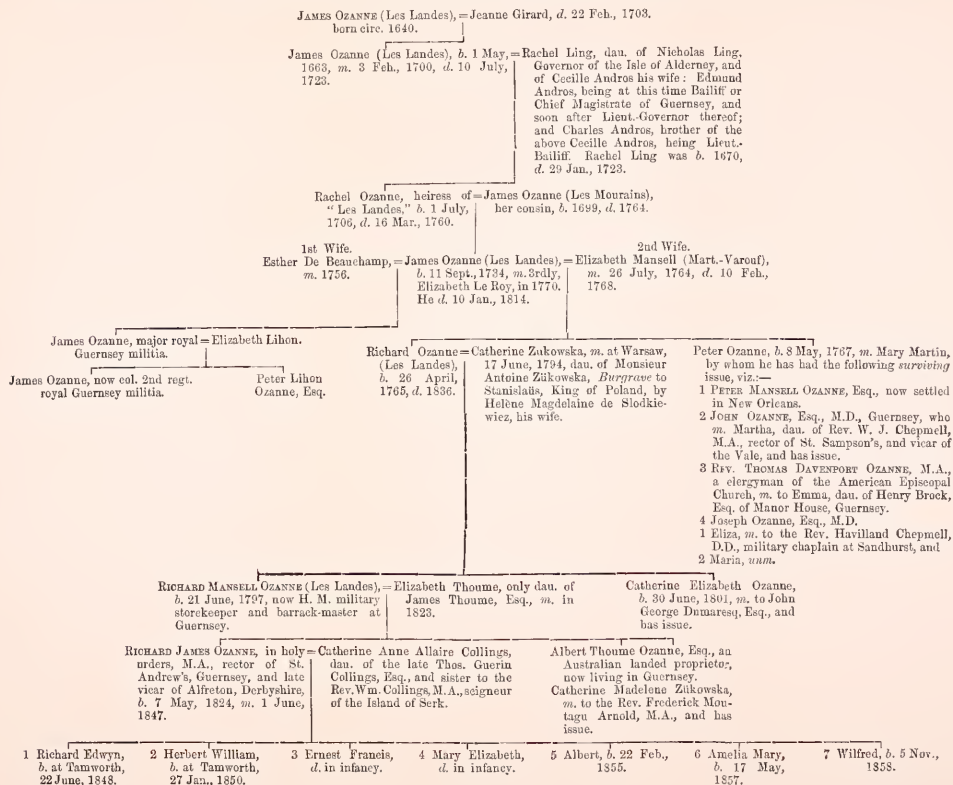 JAMES OZANNE (Les Landes), = Jeanne Girard, d. 22 Feb., 1703.
born circ. 1640.
James Ozanne (Les Landes), b. 1 May,
1663, m. 3 Feb., 1700, d. 10 July,
1723.
= Rachel Ling, dau. of Nicholas Ling,
Governor of the Isle of Alderney, and
of Cecille Andros his wife : Edmund
Andros, being at this time Bailiff or
Chief Magistrate of Guernsey, and
soon after Lieut.-Governor thereof;
and Charles Andros, brother of the
above Cecille Andros, being Lieut.-
Bailiff. Rachel Ling was b. 1670,
d. 29 Jan., 1723.
Rachel Ozanne, heiress of
"Les Landes," b. 1 July,
1706, d. 16 Mar., 1760.
= James Ozanne (Les Mourains),
her cousin, b. 1699, d. 1764.
1st Wife.
Esther De Beauchamp,
m. 1756.
= James Ozanne (Les Landes),
b. 11 Sept., 1734, m. 3rdly,
Elizabeth Le Roy, in 1770.
He d. 10 Jan., 1814.
2nd Wife.
= Elizabeth Mansell (Mart.-Varouf),
m. 26 July, 1764, d. 10 Feb.,
1768.
James Ozanne, major royal = Elizabeth Lihon.
Guernsey militia.
James Ozanne, now col. 2nd regt.
royal Guernsey militia.
Peter Lihon
Ozanne, Esq.
Richard Ozanne
(Les Landes),
b. 26 April,
1765, d. 1836.
= Catherine Zukowska, m. at Warsaw,
17 June, 1794, dau. of Monsieur
Antoine Zükowska, Burgrave to
Stanislaüs, King of Poland, by
Helène Magdelaine de Slodkie-
wiez, his wife.
Peter Ozanne, b. 8 May, 1767, m. Mary Martin,
by whom he has had the following surviving
issue, viz.:—
1 PETER MANSELL OZANNE, Esq., now settled
in New Orleans.
2 JOHN OZANNE, Esq., M.D., Guernsey, who
m. Martha, dau. of Rev. W. J. Chepmell,
M.A., rector of St. Sampson's, and vicar of
the Vale, and has issue.
3 REV. THOMAS DAVENPORT OZANNE, M.A.,
a clergyman of the American Episcopal
Church, m. to Emma, dau. of Henry Brock,
Esq. of Manor House, Guernsey.
4 Joseph Ozanne, Esq., M.D.
1 Eliza, m. to the Rev. Havilland Chepmell,
D.D., military chaplain at Sandhurst, and
2 Maria, unm.
RICHARD MANSELL OZANNE (Les Landes),
b. 21 June, 1797, now H. M. military
storekeeper and barrack-master at
Guernsey.
= Elizabeth Thoume, only dau. of
James Thoume, Esq., m. in
1823.
Catherine Elizabeth Ozanne,
b. 30 June, 1801, m. to John
George Dumaresq, Esq., and
has issue.
RICHARD JAMES OZANNE, in holy
orders, M.A., rector of St.
Andrew's, Guernsey, and late
vicar of Alfreton, Derbyshire,
b. 7 May, 1824, m. 1 June,
1847.
= Catherine Anne Allaire Collings,
dau. of the late Thos. Guerin
Collings, Esq., and sister to the
Rev. Wm. Collings, M.A., seigneur
of the Island of Serk.
Albert Thoume Ozanne, Esq., an
Australian landed proprietor,
now living in Guernsey.
Catherine Madelene Zükowska,
m. to the Rev. Frederick Mon-
tagu Arnold, M.A., and has
issue.
1 Richard Edwyn,
b. at Tamworth,
22 June, 1848.
2 Herbert William,
b. at Tamworth,
27 Jan., 1850.
3 Ernest Francis,
d. in infancy.
4 Mary Elizabeth,
d. in infancy.
5 Albert, b. 22 Feb.,
1855.
6 Amelia Mary,
b. 17 May,
1857.
7 Wilfred, b. 5 Nov.,
1858.